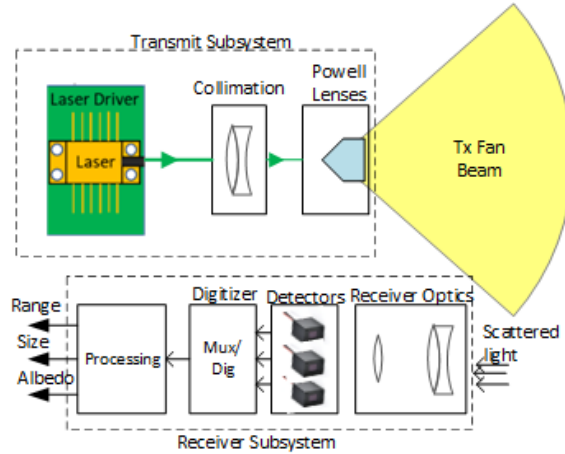 Transmit Subsystem
Laser Driver
Laser
Collimation
Powell
Lenses
Tx Fan
Beam
Range
Size
Albedo
Processing
Digitizer
Mux/
Dig
Detectors
Receiver Optics
Scattered
light
Receiver Subsystem